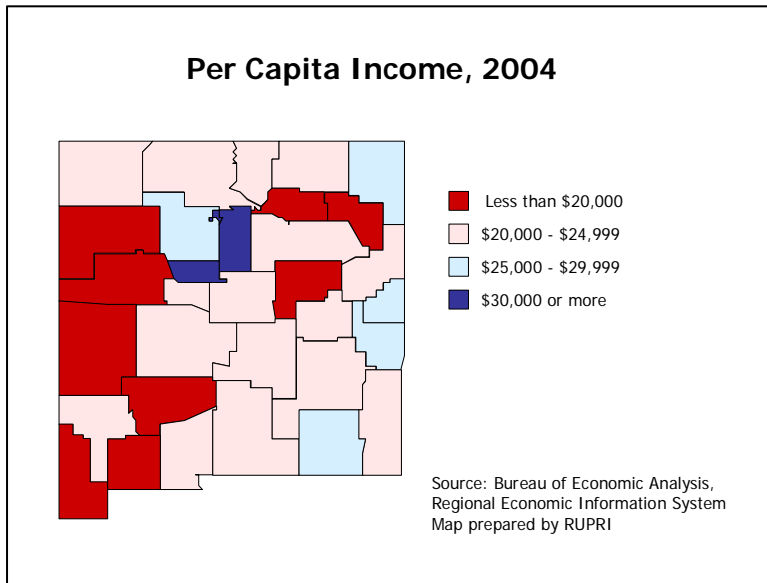 Per Capita Income, 2004
Less than $20,000
$20,000 - $24,999
$25,000 - $29,999
$30,000 or more
Source: Bureau of Economic Analysis,
Regional Economic Information System
Map prepared by RUPRI